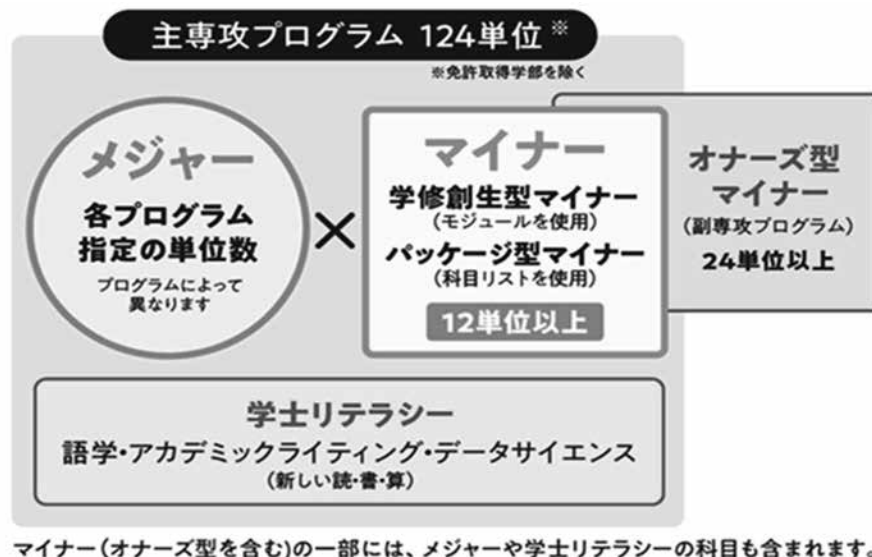 主専攻プログラム 124単位※
※免許取得学部を除く
メジャー
各プログラム
指定の単位数
プログラムによって
異なります
×
マイナー
学修創生型マイナー
(モジュールを使用)
パッケージ型マイナー
(科目リストを使用)
12単位以上
オナーズ型
マイナー
(副専攻プログラム)
24単位以上
学士リテラシー
語学・アカデミックライティング・データサイエンス
(新しい読・書・算)
マイナー(オナーズ型を含む)の一部には、メジャーや学士リテラシーの科目も含まれます。